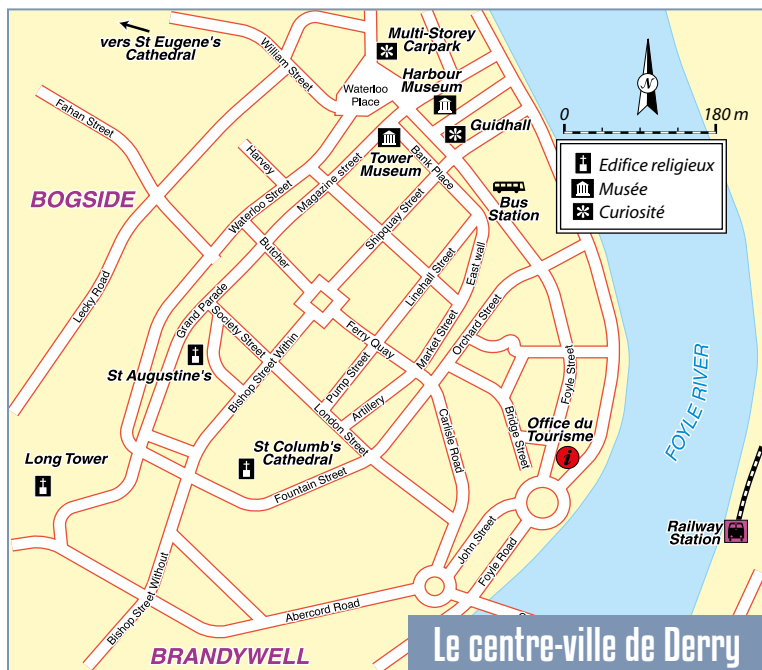 vers St Eugene's
Cathedral
William Street
Multi-Storey
Carpark
Waterloo
Place
Harbour
Museum
Guidhall
N
0 180 m
Edifice religieux
Musée
Curiosité
Fahan Street
Harvey
Tower
Museum
Bank Place
Bus
Station
BOGSIDE
Waterloo Street
Magazine street
Shipquay Street
Butcher
East wall
Linehall Street
Lecky Road
Grand Parade
Society Street
Ferry Quay
Market Street
Orchard Street
Foyle Street
FOYLE RIVER
St Augustine's
Bishop Street Within
Pump Street
Artillery
London Street
Carlisle Road
Bridge Street
Office du
Tourisme
i
Long Tower
St Columb's
Cathedral
Fountain Street
Railway
Station
John Street
Foyle Road
Bishop Street Without
Abercord Road
BRANDYWELL
Le centre-ville de Derry